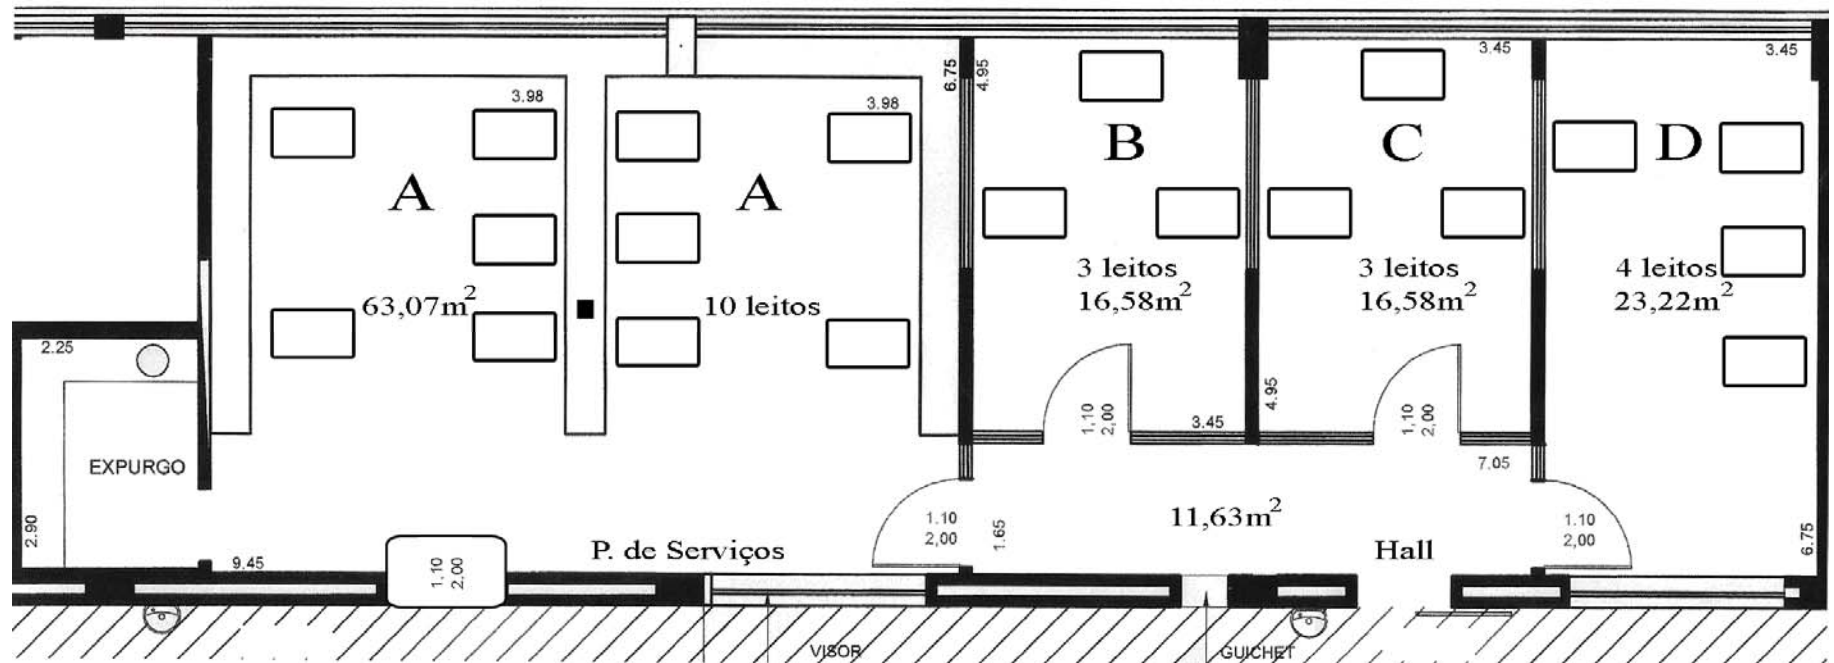 3.98
3.98
6.75
4.95
3.45
3.45
A
A
B
C
D
3 leitos
16,58m²
3 leitos
16,58m²
4 leitos
23,22m²
63,07m²
10 leitos
2.25
1,10
2,00
3.45
4.95
1,10
2,00
7.05
EXPURGO
2.90
9.45
1,10
2,00
P. de Serviços
1.10
2,00
1.65
11,63m²
Hall
1.10
2,00
6.75
VISOR
GUICHET